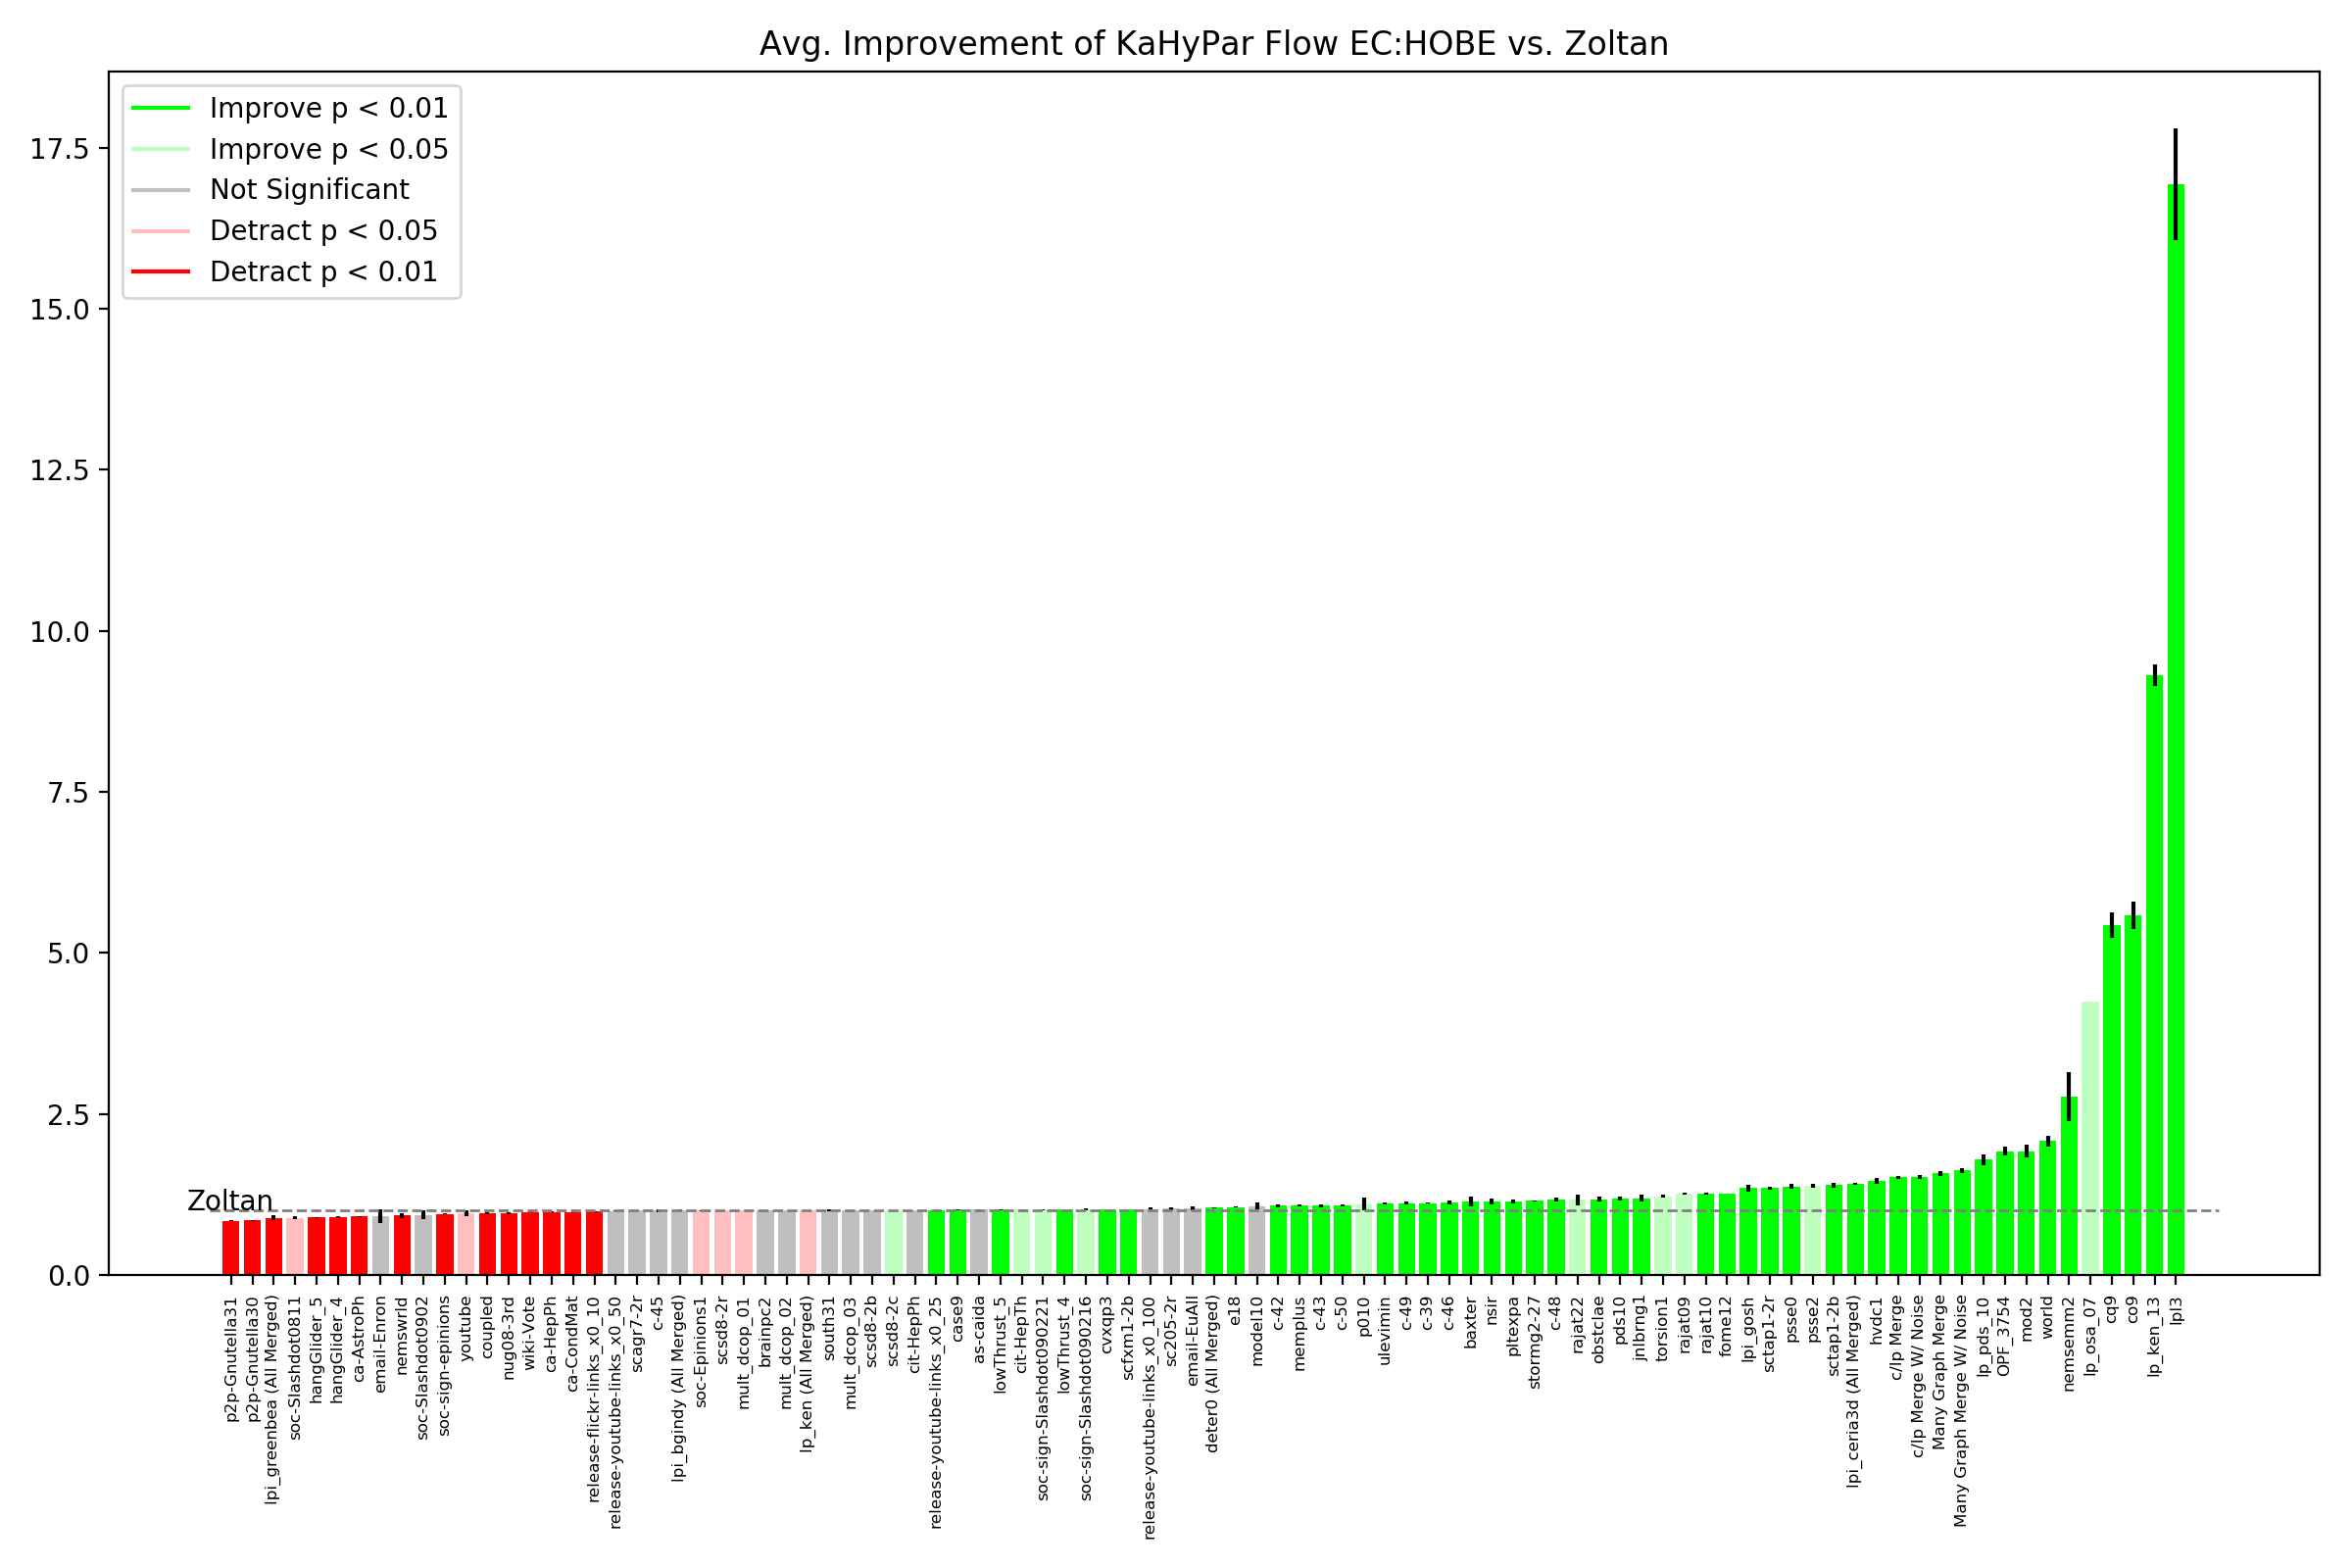 Avg. Improvement of KaHyPar Flow EC:HOBE vs. Zoltan
Improve p < 0.01
Improve p < 0.05
Not Significant
Detract p < 0.05
Detract p < 0.01
17.5
15.0
12.5
10.0
7.5
5.0
2.5
0.0
Zoltan
p2p-Gnutella31
p2p-Gnutella30
lpi_greenbea (All Merged)
soc-Slashdot0811
hangGlider_5
hangGlider_4
ca-AstroPh
email-Enron
nemswrld
soc-Slashdot0902
soc-sign-epinions
youtube
coupled
nug08-3rd
wiki-Vote
ca-HepPh
ca-CondMat
release-flickr-links_x0_10
release-youtube-links_x0_50
scagr7-2r
c-45
lpi_bgindy (All Merged)
soc-Epinions1
scsd8-2r
mult_dcop_01
brainpc2
mult_dcop_02
lp_ken (All Merged)
south31
mult_dcop_03
scsd8-2b
scsd8-2c
cit-HepPh
release-youtube-links_x0_25
case9
as-caida
lowThrust_5
cit-HepTh
soc-sign-Slashdot090221
lowThrust_4
soc-sign-Slashdot090216
cvxqp3
scfxm1-2b
release-youtube-links_x0_100
sc205-2r
email-EuAll
deter0 (All Merged)
e18
model10
c-42
memplus
c-43
c-50
p010
ulevimin
c-49
c-39
c-46
baxter
nsir
pltexpa
stormg2-27
c-48
rajat22
obstclae
pds10
jnlbrng1
torsion1
rajat09
rajat10
fome12
lpi_gosh
sctap1-2r
psse0
psse2
sctap1-2b
lpi_ceria3d (All Merged)
hvdc1
c/lp Merge
c/lp Merge W/ Noise
Many Graph Merge
Many Graph Merge W/ Noise
lp_pds_10
OPF_3754
mod2
world
nemsemm2
lp_osa_07
cq9
co9
lp_ken_13
lpl3